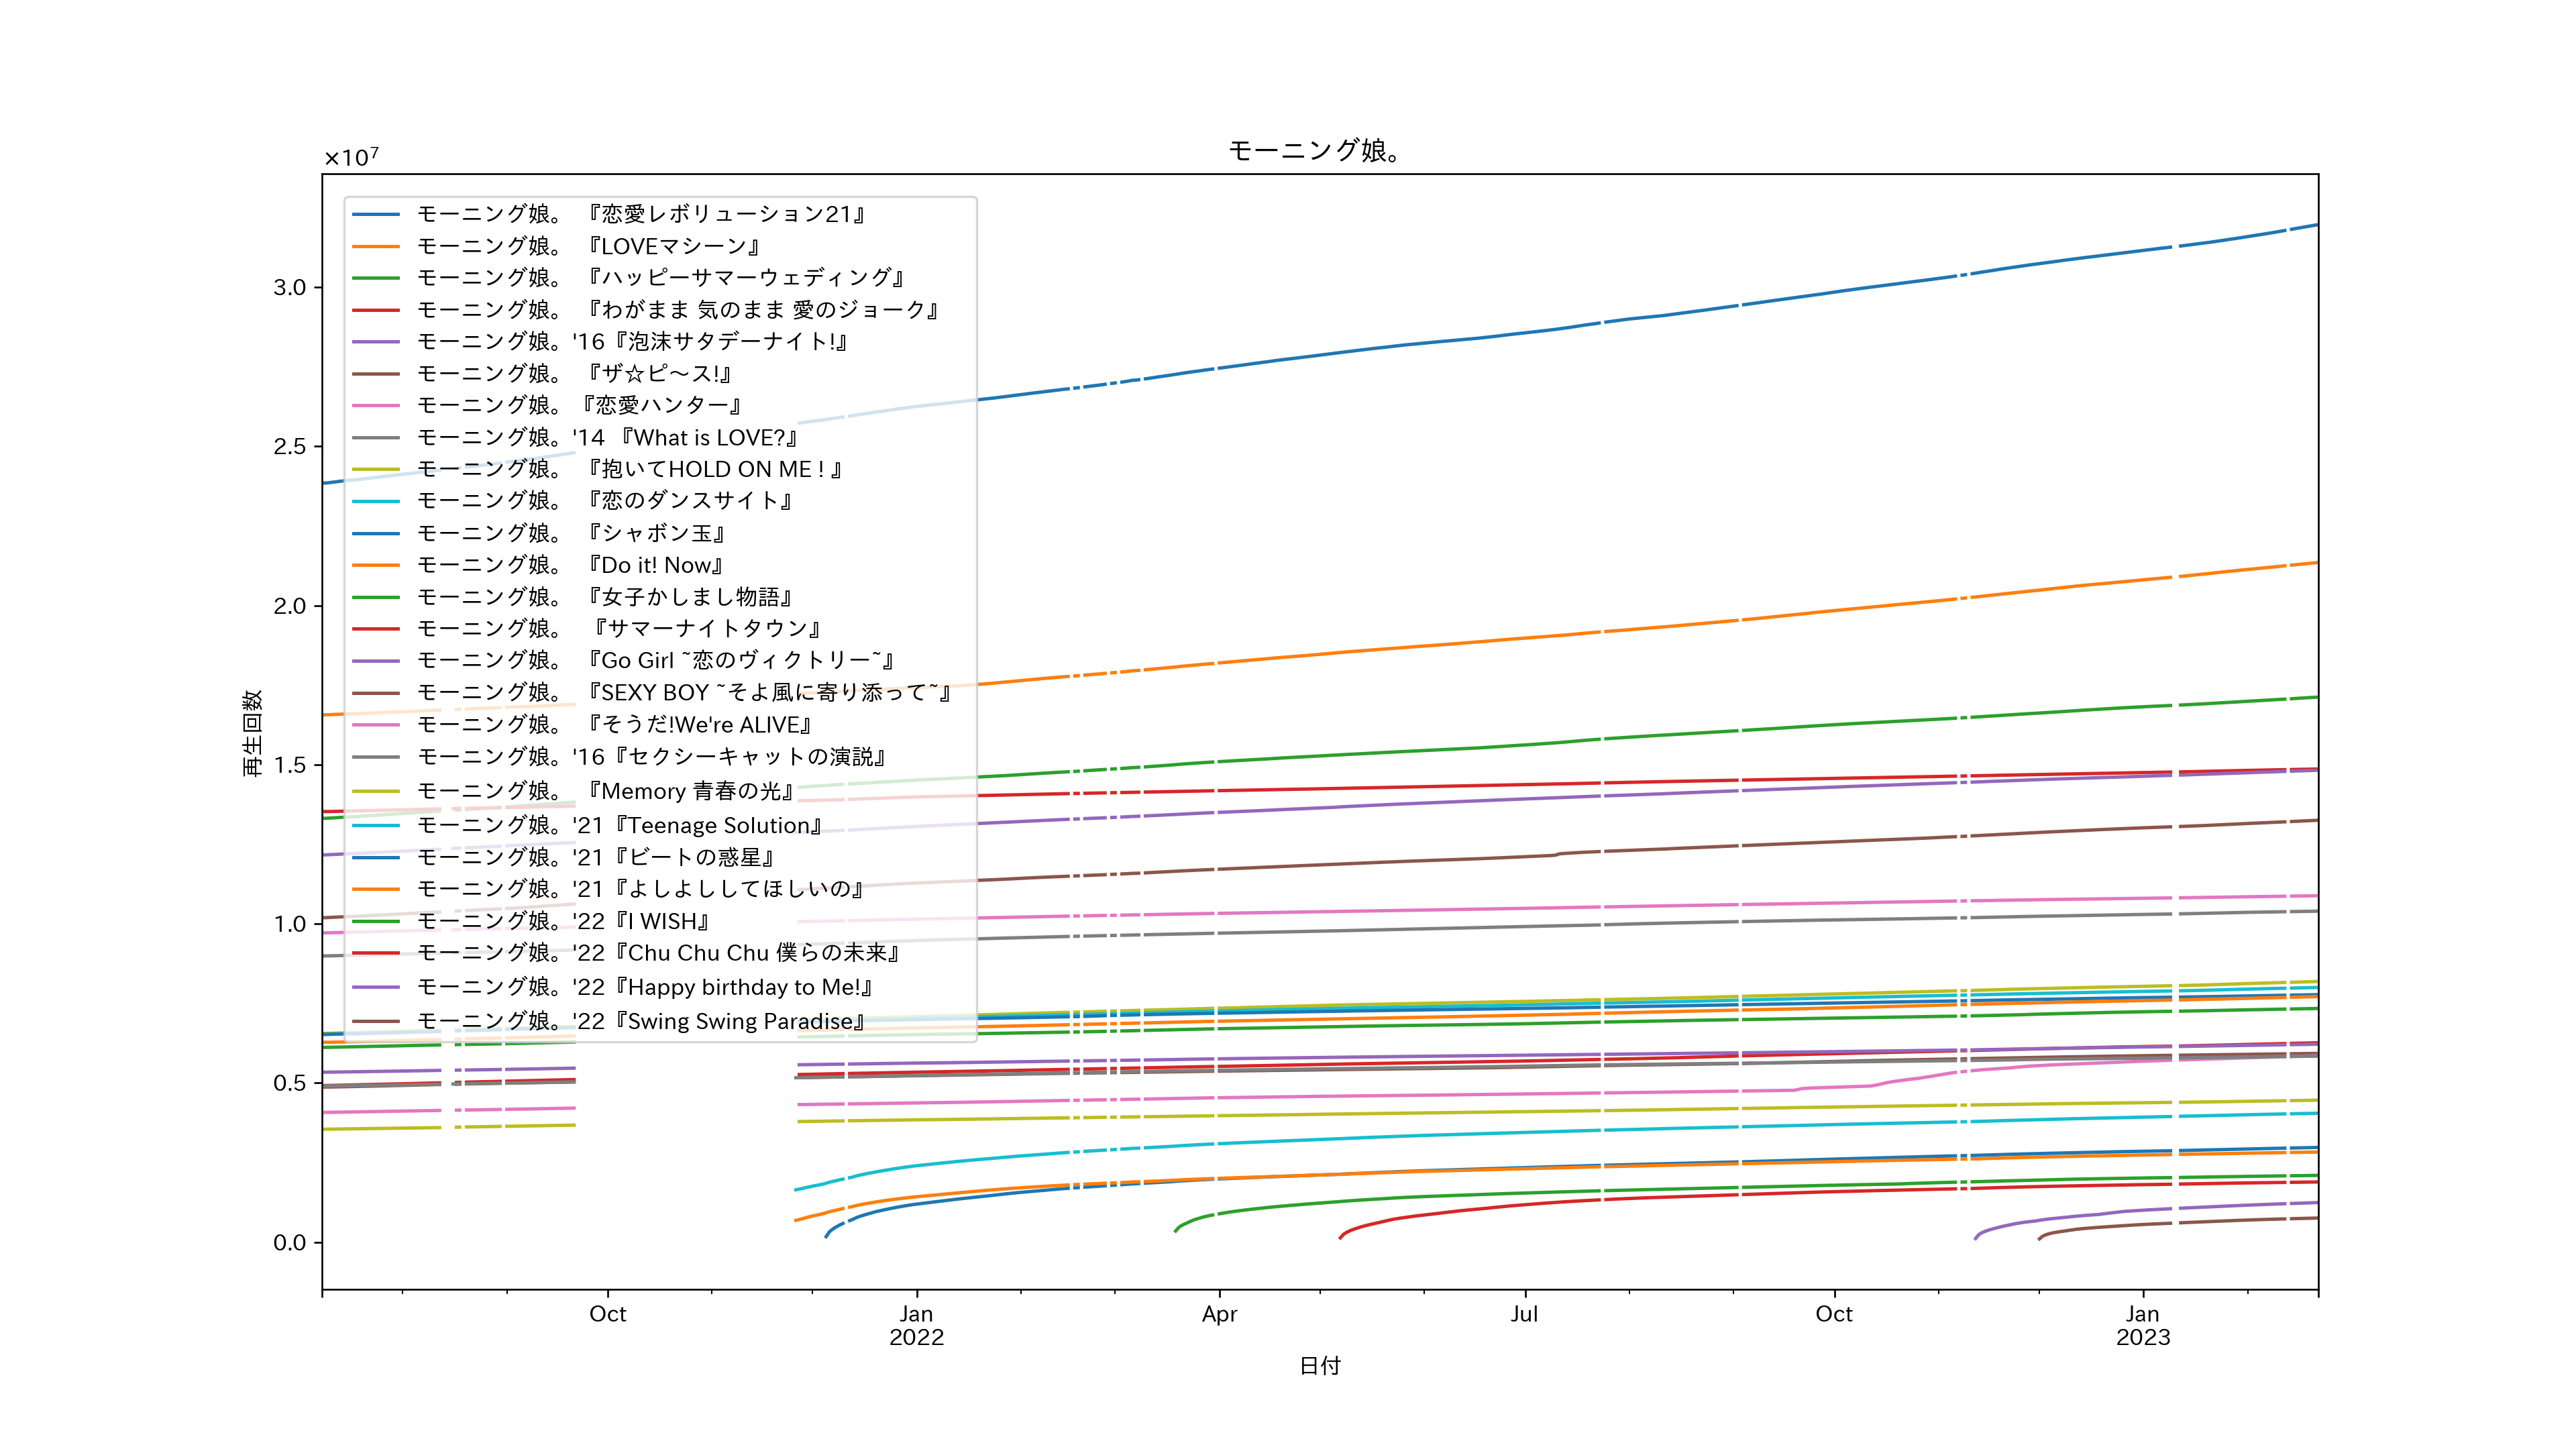 モーニング娘。
×10⁷
モーニング娘。 『恋愛レボリューション21』
モーニング娘。 『LOVEマシーン』
モーニング娘。 『ハッピーサマーウェディング』
モーニング娘。 『わがまま 気のまま 愛のジョーク』
モーニング娘。'16『泡沫サタデーナイト!』
モーニング娘。 『ザ☆ピ〜ス!』
モーニング娘。『恋愛ハンター』
モーニング娘。'14 『What is LOVE?』
モーニング娘。 『抱いてHOLD ON ME ! 』
モーニング娘。 『恋のダンスサイト』
モーニング娘。 『シャボン玉』
モーニング娘。 『Do it! Now』
モーニング娘。 『女子かしまし物語』
モーニング娘。 『サマーナイトタウン』
モーニング娘。 『Go Girl ~恋のヴィクトリー~』
モーニング娘。 『SEXY BOY ~そよ風に寄り添って~』
モーニング娘。 『そうだ!We're ALIVE』
モーニング娘。'16『セクシーキャットの演説』
モーニング娘。 『Memory 青春の光』
モーニング娘。'21『Teenage Solution』
モーニング娘。'21『ビートの惑星』
モーニング娘。'21『よしよししてほしいの』
モーニング娘。'22『I WISH』
モーニング娘。'22『Chu Chu Chu 僕らの未来』
モーニング娘。'22『Happy birthday to Me!』
モーニング娘。'22『Swing Swing Paradise』
再生回数
3.0
2.5
2.0
1.5
1.0
0.5
0.0
Oct
Jan
2022
Apr
Jul
Oct
Jan
2023
日付